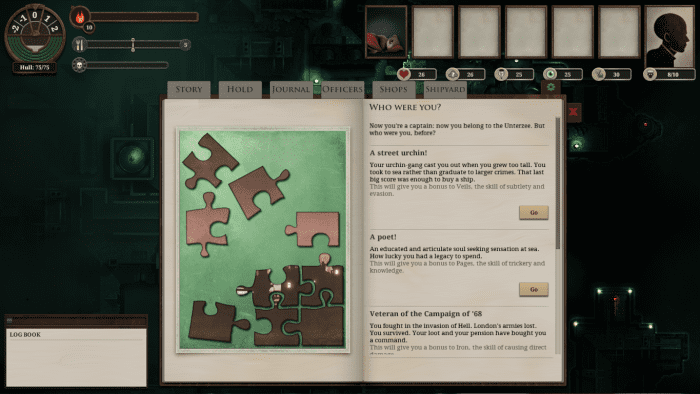 -2 -1 0 1 2
10
3
Hull: 75/75
26 26 25 25 30 8/10
STORY HOLD JOURNAL OFFICERS SHOPS SHIPYARD
WHO WERE YOU?
Now you're a captain: now you belong to the Unterzee. But
who were you, before?
A street urchin!
Your urchin-gang cast you out when you grew too tall. You
took to sea rather than graduate to larger crimes. That last
big score was enough to buy a ship.
This will give you a bonus to Veils, the skill of subtlety and
evasion.
Go
A poet!
An educated and articulate soul seeking sensation at sea.
How lucky you had a legacy to spend.
This will give you a bonus to Pages, the skill of trickery and
knowledge.
Go
Veteran of the Campaign of '68
You fought in the invasion of Hell. London's armies lost.
You survived. Your loot and your pension have bought you
a command.
This will give you a bonus to Iron, the skill of causing direct
damage.
LOG BOOK